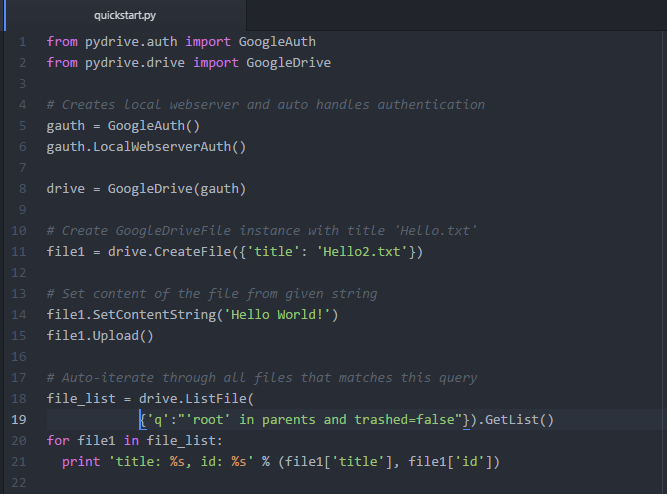 quickstart.py
1 from pydrive.auth import GoogleAuth
2 from pydrive.drive import GoogleDrive
3
4 # Creates local webserver and auto handles authentication
5 gauth = GoogleAuth()
6 gauth.LocalWebserverAuth()
7
8 drive = GoogleDrive(gauth)
9
10 # Create GoogleDriveFile instance with title 'Hello.txt'
11 file1 = drive.CreateFile({'title': 'Hello2.txt'})
12
13 # Set content of the file from given string
14 file1.SetContentString('Hello World!')
15 file1.Upload()
16
17 # Auto-iterate through all files that matches this query
18 file_list = drive.ListFile(
19 {'q':"'root' in parents and trashed=false"}).GetList()
20 for file1 in file_list:
21 print 'title: %s, id: %s' % (file1['title'], file1['id'])
22